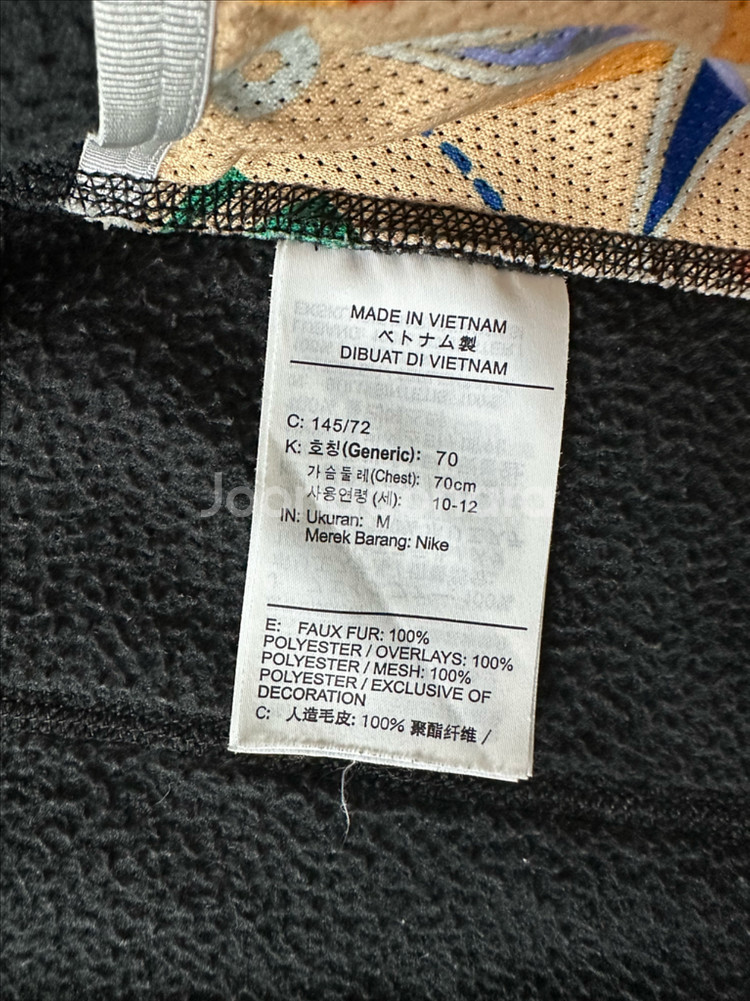 MADE IN VIETNAM
ベトナム製
DIBUAT DI VIETNAM
C: 145/72
K: 호칭(Generic): 70
가슴둘레(Chest): 70cm
사용연령 (세): 10-12
IN: Ukuran: M
Merek Barang: Nike
E: FAUX FUR: 100%
POLYESTER / OVERLAYS: 100%
POLYESTER / MESH: 100%
POLYESTER / EXCLUSIVE OF
DECORATION
C: 人造毛皮: 100% 聚酯纤维 /